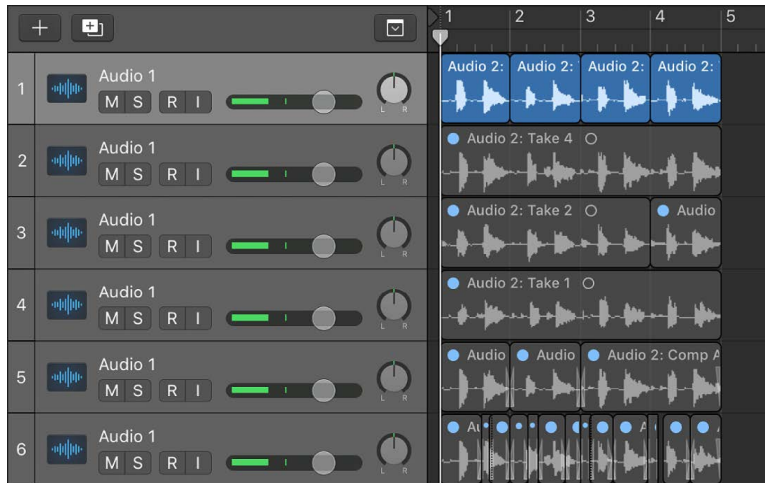 1 2 3 4 5
1 Audio 1 M S R I L R Audio 2: Audio 2: Audio 2: Audio 2:
2 Audio 1 M S R I L R Audio 2: Take 4
3 Audio 1 M S R I L R Audio 2: Take 2 Audio
4 Audio 1 M S R I L R Audio 2: Take 1
5 Audio 1 M S R I L R Audio Audio Audio 2: Comp A
6 Audio 1 M S R I L R